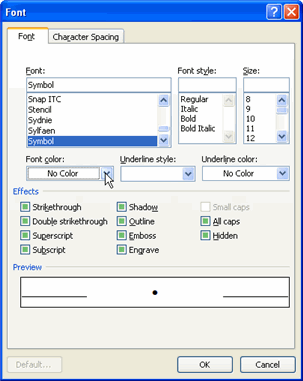 Font
Font Character Spacing
Font: Font style: Size:
Symbol
Snap ITC Regular 8
Stencil Italic 9
Sydnie Bold 10
Sylfaen Bold Italic 11
Symbol 12
Font color: Underline style: Underline color:
No Color No Color
Effects
Strikethrough Shadow Small caps
Double strikethrough Outline All caps
Superscript Emboss Hidden
Subscript Engrave
Preview
Default... OK Cancel